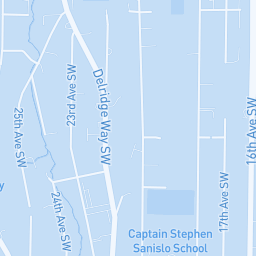 Delridge Way SW
23rd Ave SW
25th Ave SW
24th Ave SW
16th Ave SW
17th Ave SW
Captain Stephen
Sanislo School